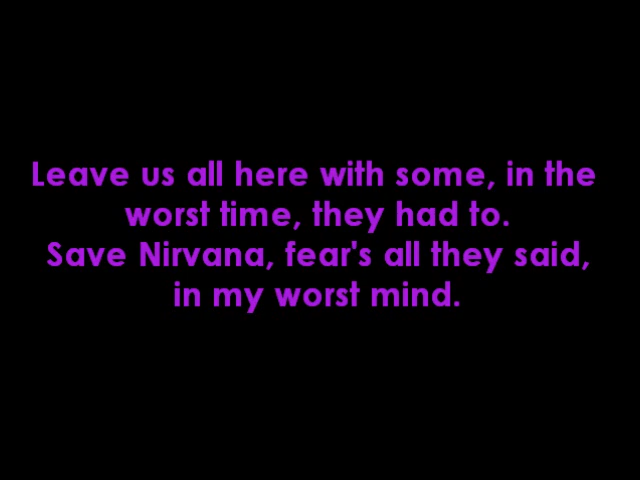 Leave us all here with some, in the
worst time, they had to.
Save Nirvana, fear's all they said,
in my worst mind.